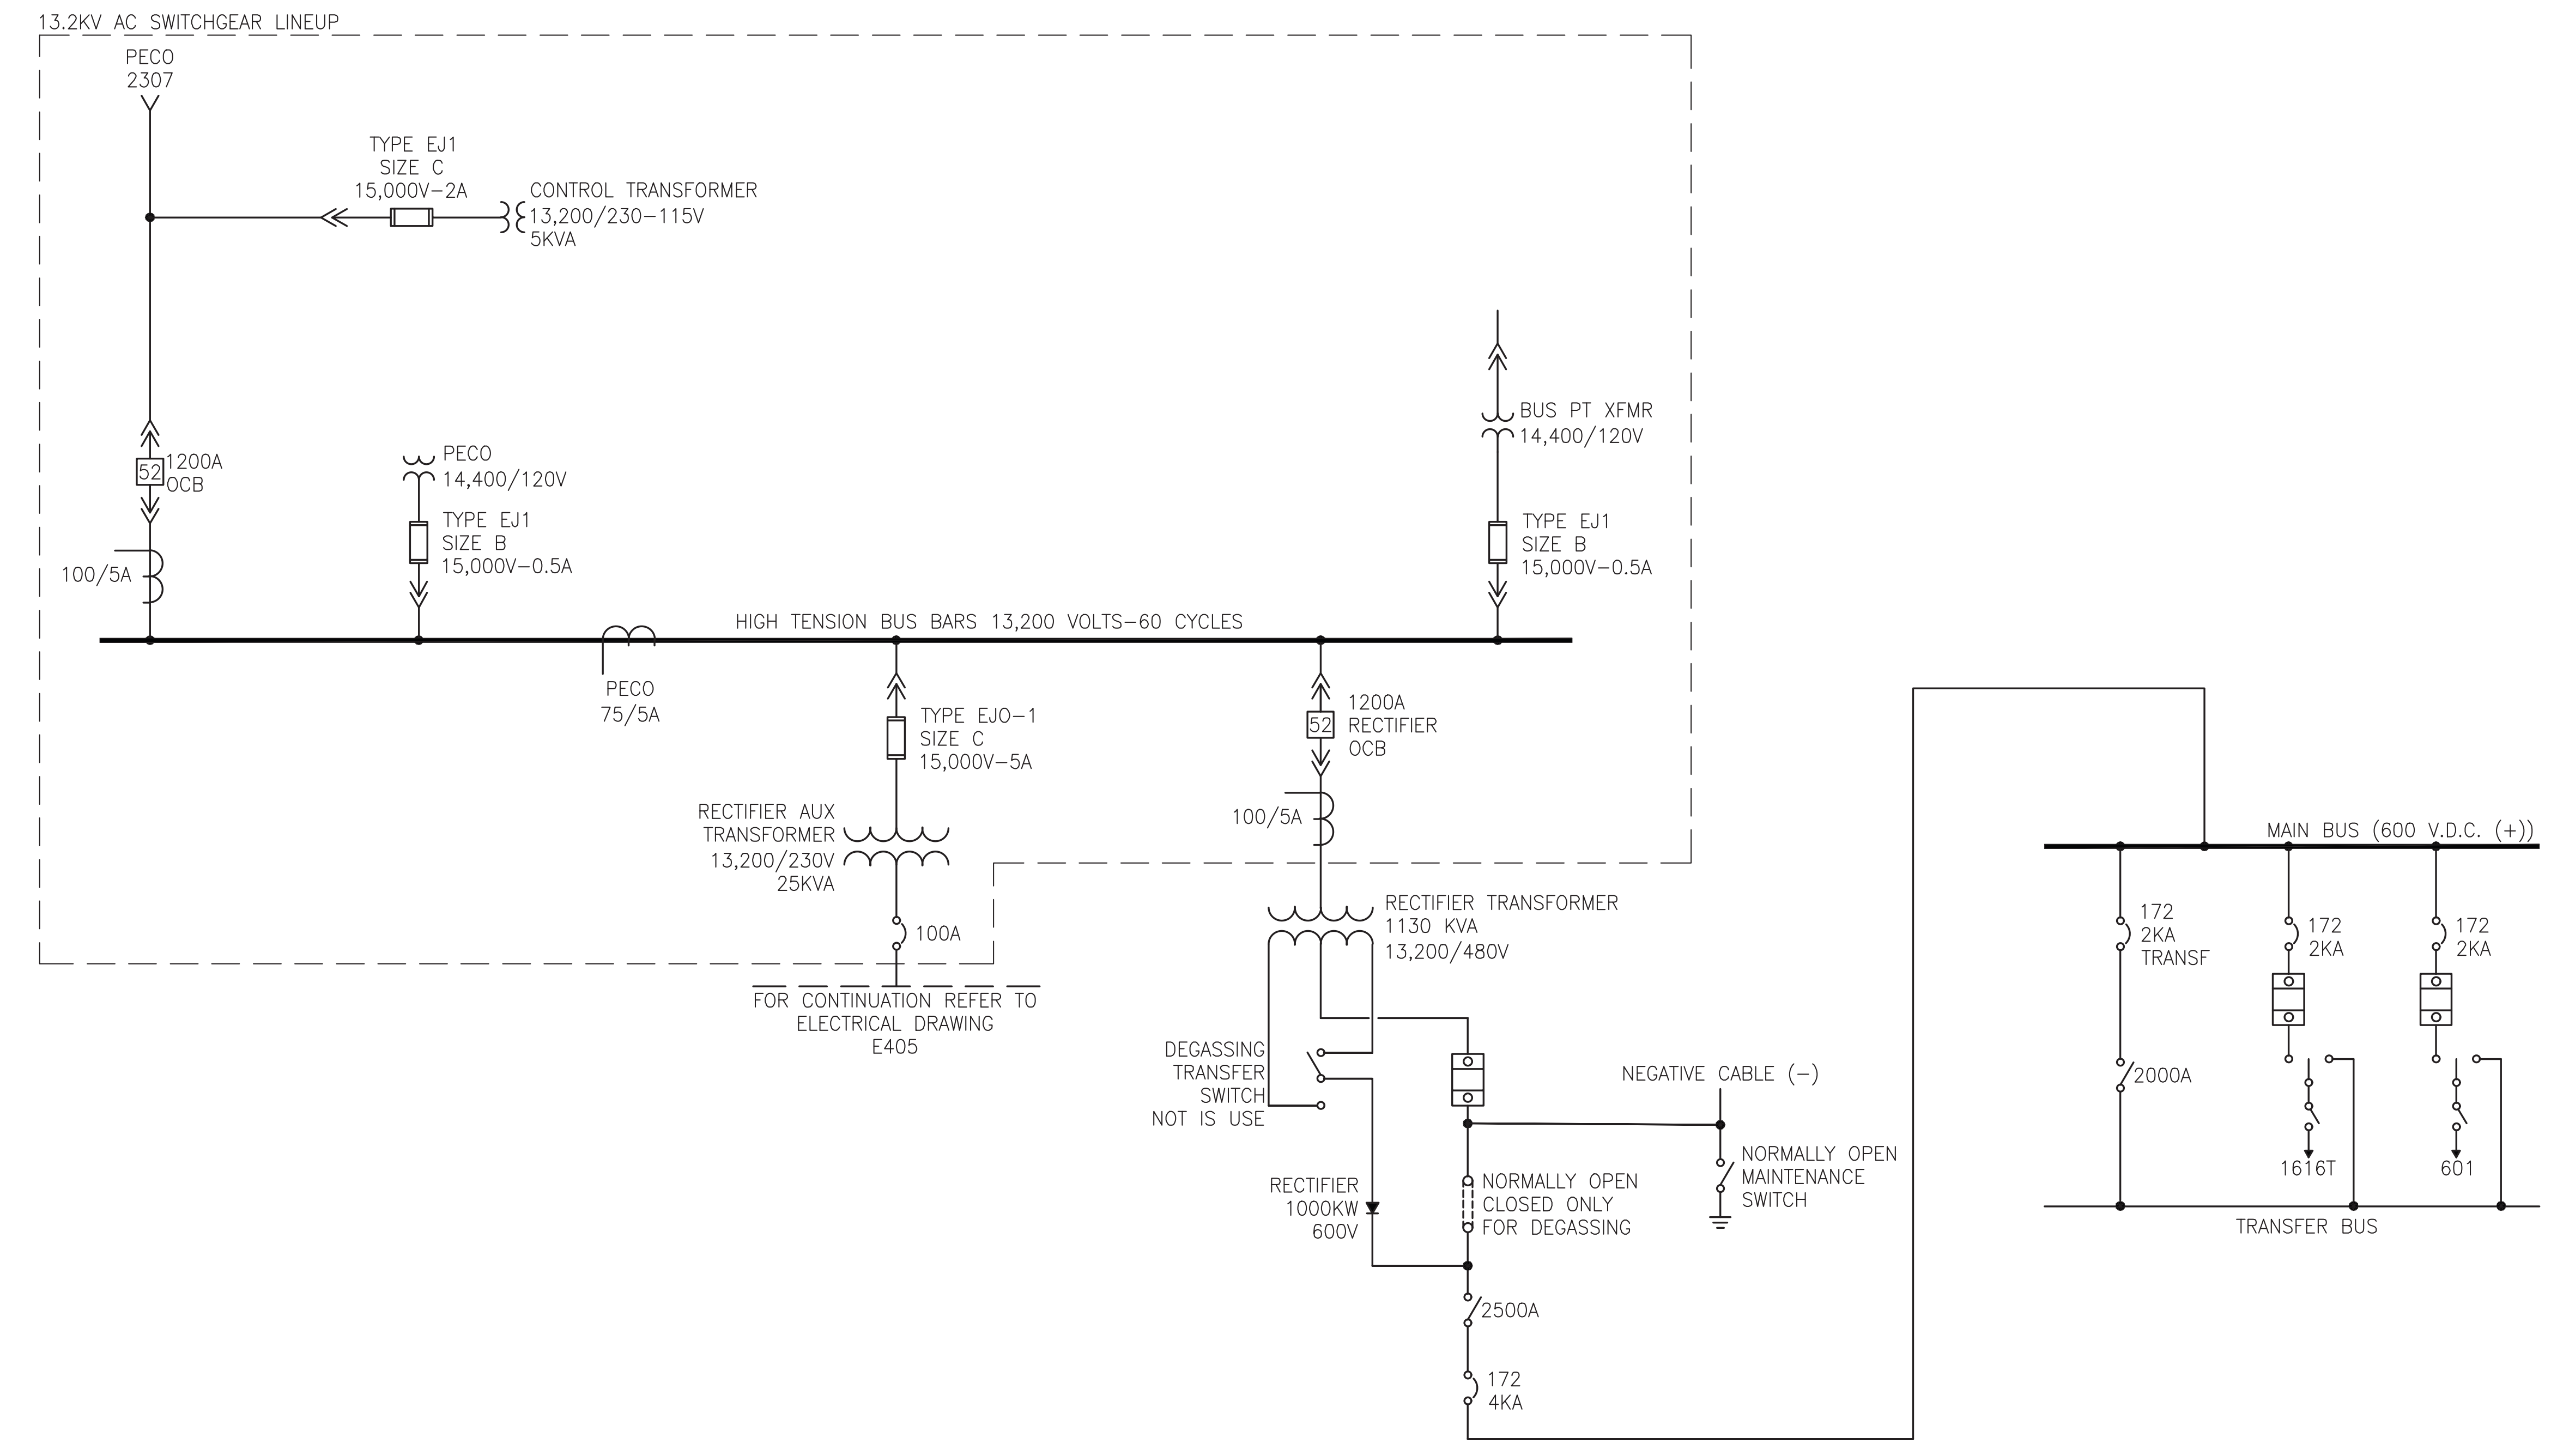 13.2KV AC SWITCHGEAR LINEUP
PECO
2307
TYPE EJ1
SIZE C
15,000V-2A
CONTROL TRANSFORMER
13,200/230-115V
5KVA
52
1200A
OCB
100/5A
PECO
14,400/120V
TYPE EJ1
SIZE B
15,000V-0.5A
BUS PT XFMR
14,400/120V
TYPE EJ1
SIZE B
15,000V-0.5A
HIGH TENSION BUS BARS 13,200 VOLTS-60 CYCLES
PECO
75/5A
TYPE EJO-1
SIZE C
15,000V-5A
RECTIFIER AUX
TRANSFORMER
13,200/230V
25KVA
100A
FOR CONTINUATION REFER TO
ELECTRICAL DRAWING
E405
52
1200A
RECTIFIER
OCB
100/5A
RECTIFIER TRANSFORMER
1130 KVA
13,200/480V
DEGASSING
TRANSFER
SWITCH
NOT IS USE
RECTIFIER
1000KW
600V
NEGATIVE CABLE (-)
NORMALLY OPEN
MAINTENANCE
SWITCH
NORMALLY OPEN
CLOSED ONLY
FOR DEGASSING
2500A
172
4KA
MAIN BUS (600 V.D.C. (+))
172
2KA
TRANSF
2000A
172
2KA
1616T
172
2KA
601
TRANSFER BUS